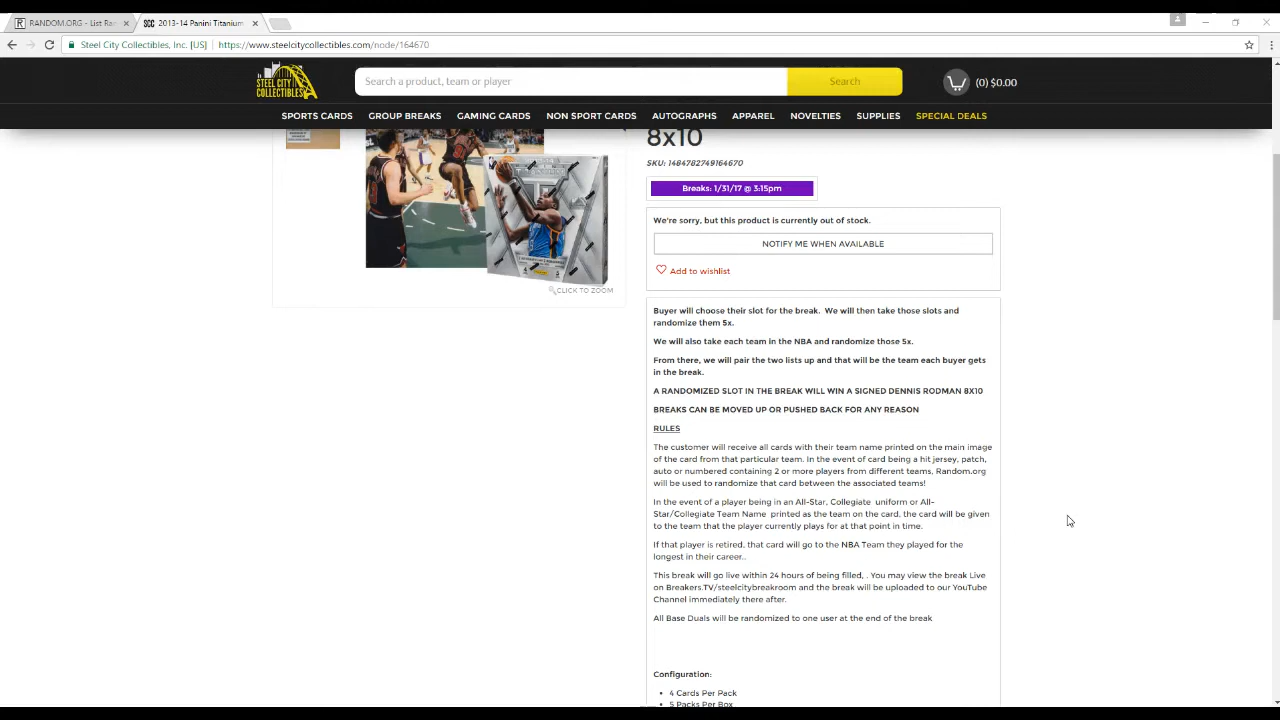 RANDOM.ORG - List Ra
SCC 2013-14 Panini Titanium
Steel City Collectibles, Inc. [US]
https://www.steelcitycollectibles.com/node/164670
STEEL CITY
COLLECTIBLES
Search a product, team or player
Search
(0) $0.00
SPORTS CARDS GROUP BREAKS GAMING CARDS NON SPORT CARDS AUTOGRAPHS APPAREL NOVELTIES SUPPLIES SPECIAL DEALS
8x10
SKU: 1484782749164670
Breaks: 1/31/17 @ 3:15pm
We're sorry, but this product is currently out of stock.
NOTIFY ME WHEN AVAILABLE
Add to wishlist
CLICK TO ZOOM
Buyer will choose their slot for the break. We will then take those slots and
randomize them 5x.
We will also take each team in the NBA and randomize those 5x.
From there, we will pair the two lists up and that will be the team each buyer gets
in the break.
A RANDOMIZED SLOT IN THE BREAK WILL WIN A SIGNED DENNIS RODMAN 8X10
BREAKS CAN BE MOVED UP OR PUSHED BACK FOR ANY REASON
RULES
The customer will receive all cards with their team name printed on the main image
of the card from that particular team. In the event of card being a hit jersey, patch,
auto or numbered containing 2 or more players from different teams, Random.org
will be used to randomize that card between the associated teams!
In the event of a player being in an All-Star, Collegiate uniform or All-
Star/Collegiate Team Name printed as the team on the card, the card will be given
to the team that the player currently plays for at that point in time.
If that player is retired, that card will go to the NBA Team they played for the
longest in their career..
This break will go live within 24 hours of being filled, . You may view the break Live
on Breakers.TV/steelcitybreakroom and the break will be uploaded to our YouTube
Channel immediately there after.
All Base Duals will be randomized to one user at the end of the break
Configuration:
• 4 Cards Per Pack
• 5 Packs Per Box